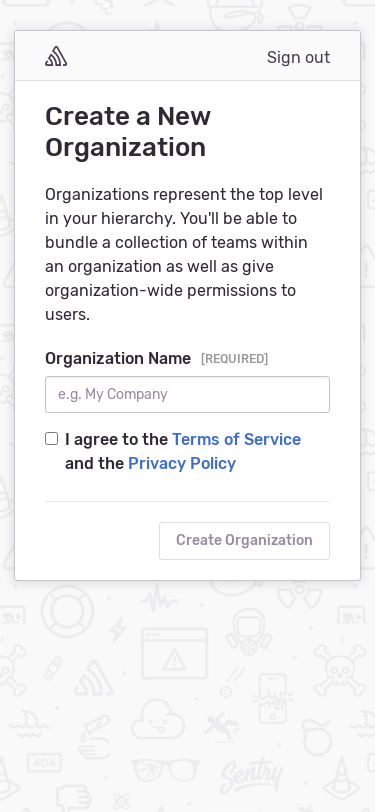 Sign out
Create a New
Organization
Organizations represent the top level
in your hierarchy. You'll be able to
bundle a collection of teams within
an organization as well as give
organization-wide permissions to
users.
Organization Name [REQUIRED]
e.g. My Company
I agree to the Terms of Service
and the Privacy Policy
Create Organization
404
Sentry